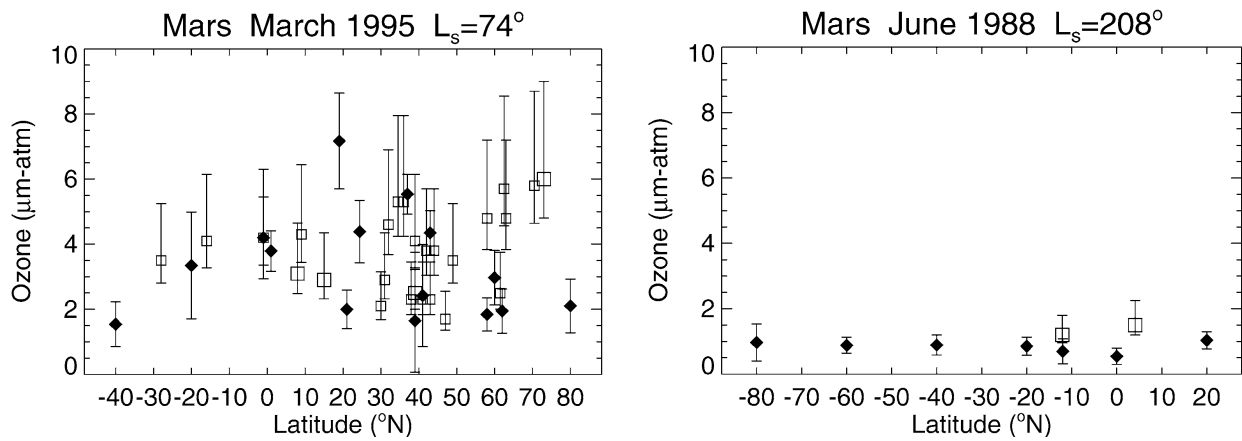 Mars March 1995 Ls=74°
Ozone (μm-atm)
10
8
6
4
2
0
-40 -30 -20 -10 0 10 20 30 40 50 60 70 80
Latitude (°N)
Mars June 1988 Ls=208°
Ozone (μm-atm)
10
8
6
4
2
0
-80 -70 -60 -50 -40 -30 -20 -10 0 10 20
Latitude (°N)